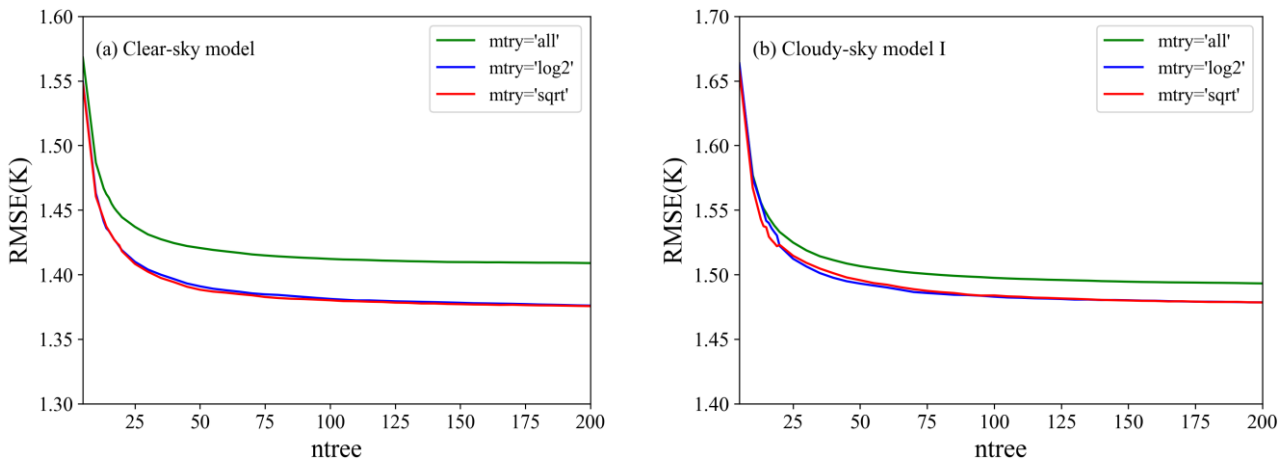 (a) Clear-sky model
mtry='all'
mtry='log2'
mtry='sqrt'
RMSE(K)
1.60
1.55
1.50
1.45
1.40
1.35
1.30
25 50 75 100 125 150 175 200
ntree
(b) Cloudy-sky model I
mtry='all'
mtry='log2'
mtry='sqrt'
RMSE(K)
1.70
1.65
1.60
1.55
1.50
1.45
1.40
25 50 75 100 125 150 175 200
ntree